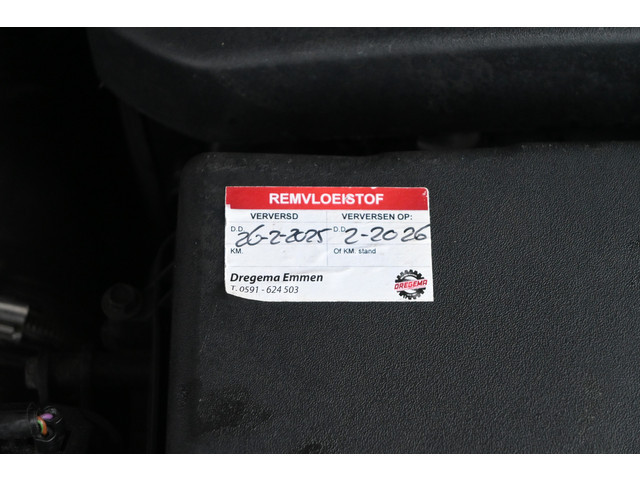 REMVLOEISTOF
VERVERSD VERVERSEN OP:
D.D. 26-2-2025 D.D. 2-2026
KM. Of KM. stand
Dregema Emmen
T. 0591 - 624 503
DREGEMA